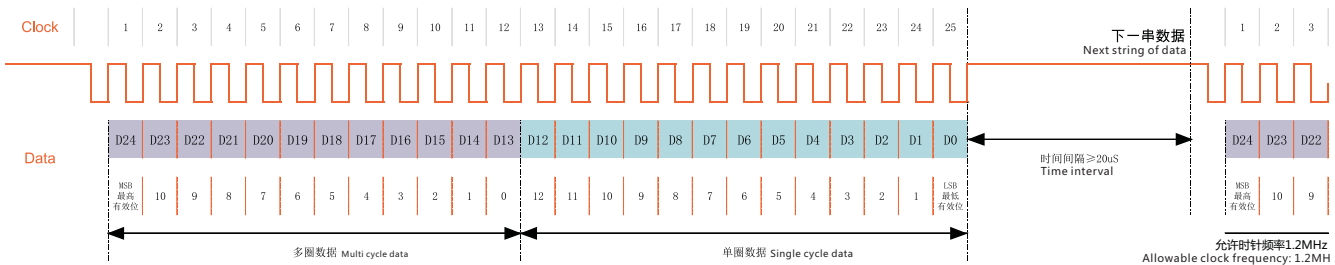 Clock
1 2 3 4 5 6 7 8 9 10 11 12 13 14 15 16 17 18 19 20 21 22 23 24 25
下一串数据
Next string of data
1 2 3
Data
D24 D23 D22 D21 D20 D19 D18 D17 D16 D15 D14 D13 D12 D11 D10 D9 D8 D7 D6 D5 D4 D3 D2 D1 D0
时间间隔≥20uS
Time interval
D24 D23 D22
MSB
最高
有效位
10 9 8 7 6 5 4 3 2 1 0 12 11 10 9 8 7 6 5 4 3 2 1
LSB
最低
有效位
MSB
最高
有效位
10 9
多圈数据 Multi cycle data
单圈数据 Single cycle data
允许时针频率1.2MHz
Allowable clock frequency: 1.2MH